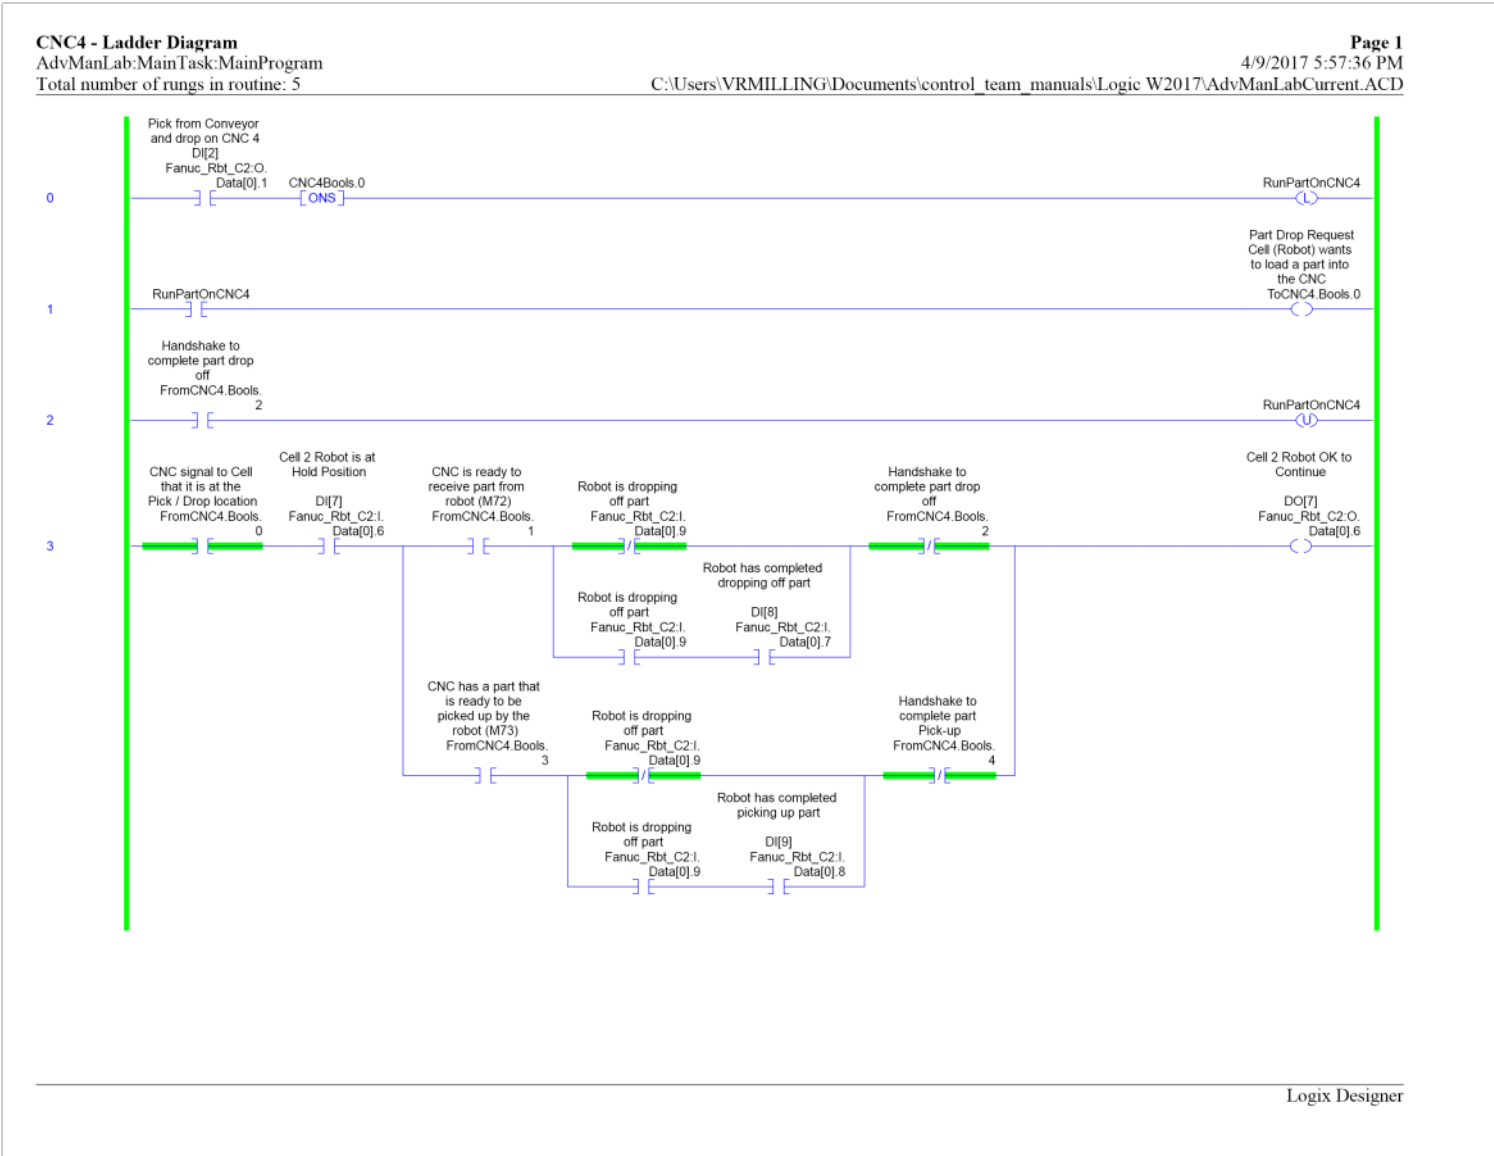 CNC4 - Ladder Diagram
Page 1
AdvManLab:MainTask:MainProgram
4/9/2017 5:57:36 PM
Total number of rungs in routine: 5
C:\Users\VRMILLING\Documents\control_team_manuals\Logic W2017\AdvManLabCurrent.ACD
Pick from Conveyor
and drop on CNC 4
DI[2]
Fanuc_Rbt_C2:O.
Data[0].1
CNC4Bools.0
RunPartOnCNC4
0
ONS
L
Part Drop Request
Cell (Robot) wants
to load a part into
the CNC
ToCNC4.Bools.0
RunPartOnCNC4
1
Handshake to
complete part drop
off
FromCNC4.Bools.
2
RunPartOnCNC4
2
U
CNC signal to Cell
that it is at the
Pick / Drop location
FromCNC4.Bools.
0
Cell 2 Robot is at
Hold Position
DI[7]
Fanuc_Rbt_C2:I.
Data[0].6
CNC is ready to
receive part from
robot (M72)
FromCNC4.Bools.
1
Robot is dropping
off part
Fanuc_Rbt_C2:I.
Data[0].9
Handshake to
complete part drop
off
FromCNC4.Bools.
2
Cell 2 Robot OK to
Continue
DO[7]
Fanuc_Rbt_C2:O.
Data[0].6
3
/
/
Robot is dropping
off part
Fanuc_Rbt_C2:I.
Data[0].9
Robot has completed
dropping off part
DI[8]
Fanuc_Rbt_C2:I.
Data[0].7
CNC has a part that
is ready to be
picked up by the
robot (M73)
FromCNC4.Bools.
3
Robot is dropping
off part
Fanuc_Rbt_C2:I.
Data[0].9
Handshake to
complete part
Pick-up
FromCNC4.Bools.
4
/
/
Robot is dropping
off part
Fanuc_Rbt_C2:I.
Data[0].9
Robot has completed
picking up part
DI[9]
Fanuc_Rbt_C2:I.
Data[0].8
Logix Designer